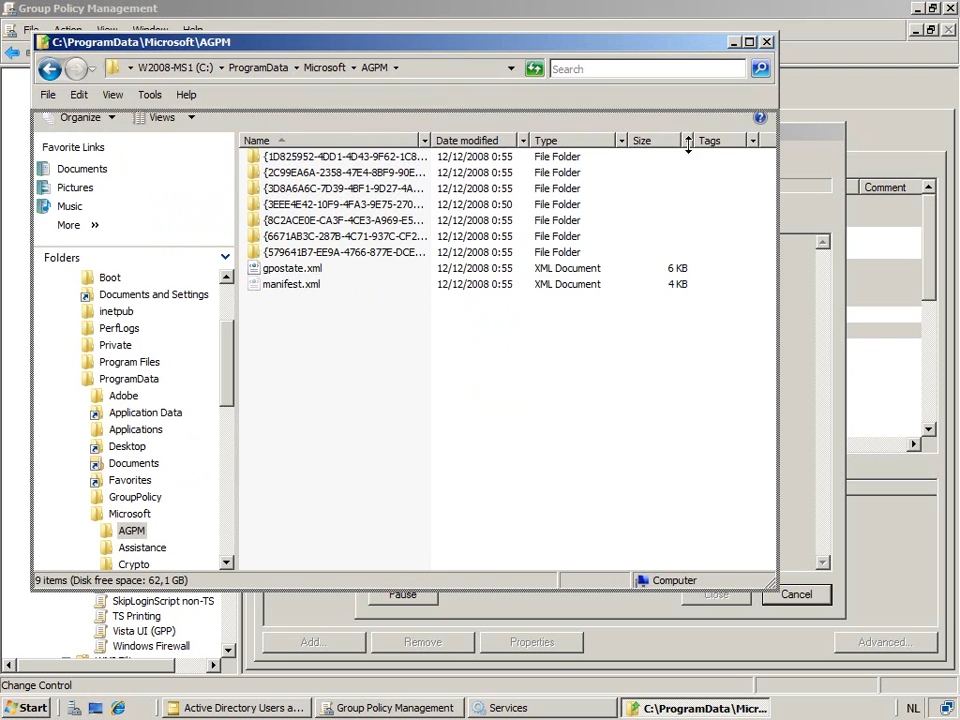 Group Policy Management
File Action View Window Help
C:\ProgramData\Microsoft\AGPM
W2008-MS1 (C:) ProgramData Microsoft AGPM
Search
File Edit View Tools Help
Organize Views
Favorite Links
Documents
Pictures
Music
More »
Folders
Boot
Documents and Settings
inetpub
PerfLogs
Private
Program Files
ProgramData
Adobe
Application Data
Applications
Desktop
Documents
Favorites
GroupPolicy
Microsoft
AGPM
Assistance
Crypto
Name Date modified Type Size Tags
{1D825952-4DD1-4D43-9F62-1C8... 12/12/2008 0:55 File Folder
{2C99EA6A-2358-47E4-8BF9-90E... 12/12/2008 0:55 File Folder
{3D8A6A6C-7D39-4BF1-9D27-4A... 12/12/2008 0:55 File Folder
{3EEE4E42-10F9-4FA3-9E75-270... 12/12/2008 0:50 File Folder
{8C2ACE0E-CA3F-4CE3-A969-E5... 12/12/2008 0:55 File Folder
{6671AB3C-287B-4C71-937C-CF2... 12/12/2008 0:55 File Folder
{579641B7-EE9A-4766-877E-DCE... 12/12/2008 0:55 File Folder
gpostate.xml 12/12/2008 0:55 XML Document 6 KB
manifest.xml 12/12/2008 0:55 XML Document 4 KB
9 items (Disk free space: 62,1 GB) Computer
Comment
Pause Close Cancel
SkipLoginScript non-TS
TS Printing
Vista UI (GPP)
Windows Firewall
Add... Remove Properties Advanced...
Change Control
Start Active Directory Users a... Group Policy Management Services C:\ProgramData\Micr... NL